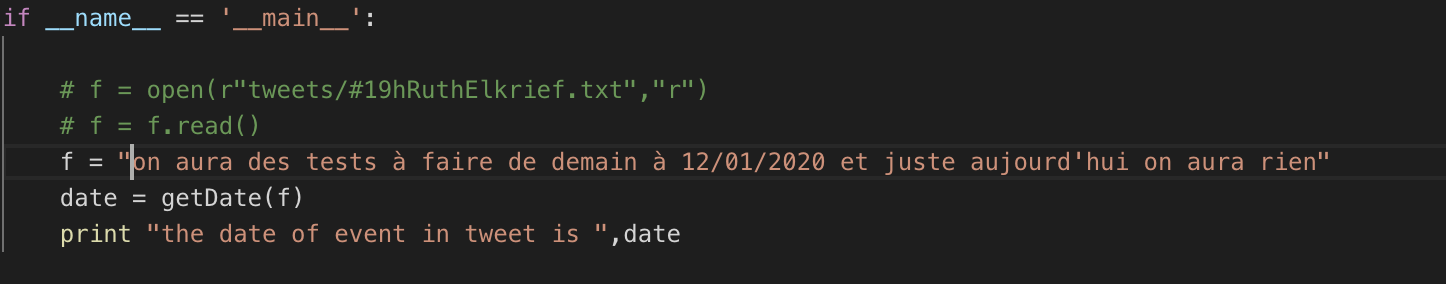 if __name__ == '__main__':
# f = open(r"tweets/#19hRuthElkrief.txt","r")
# f = f.read()
f = "on aura des tests à faire de demain à 12/01/2020 et juste aujourd'hui on aura rien"
date = getDate(f)
print "the date of event in tweet is ",date